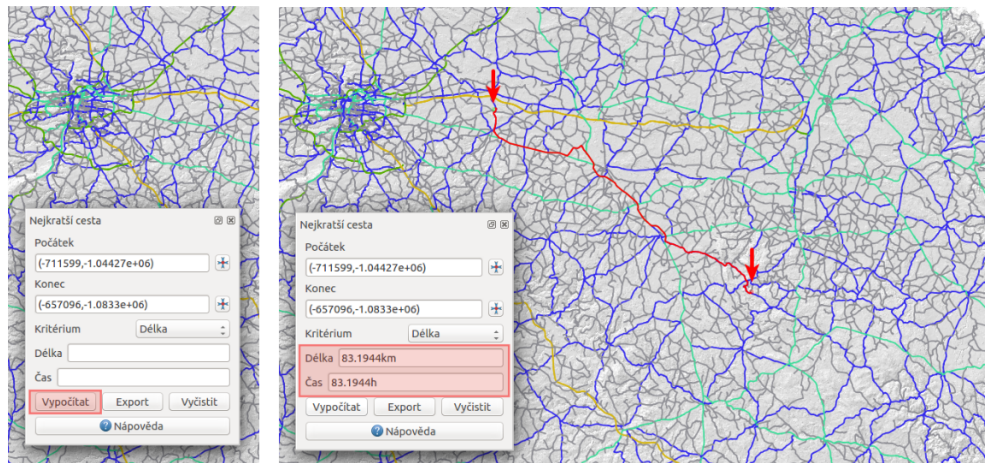 Nejkratší cesta
Počátek
(-711599,-1.04427e+06)
Konec
(-657096,-1.0833e+06)
Kritérium Délka
Délka
Čas
Vypočítat Export Vyčistit
Nápověda
Nejkratší cesta
Počátek
(-711599,-1.04427e+06)
Konec
(-657096,-1.0833e+06)
Kritérium Délka
Délka 83.1944km
Čas 83.1944h
Vypočítat Export Vyčistit
Nápověda